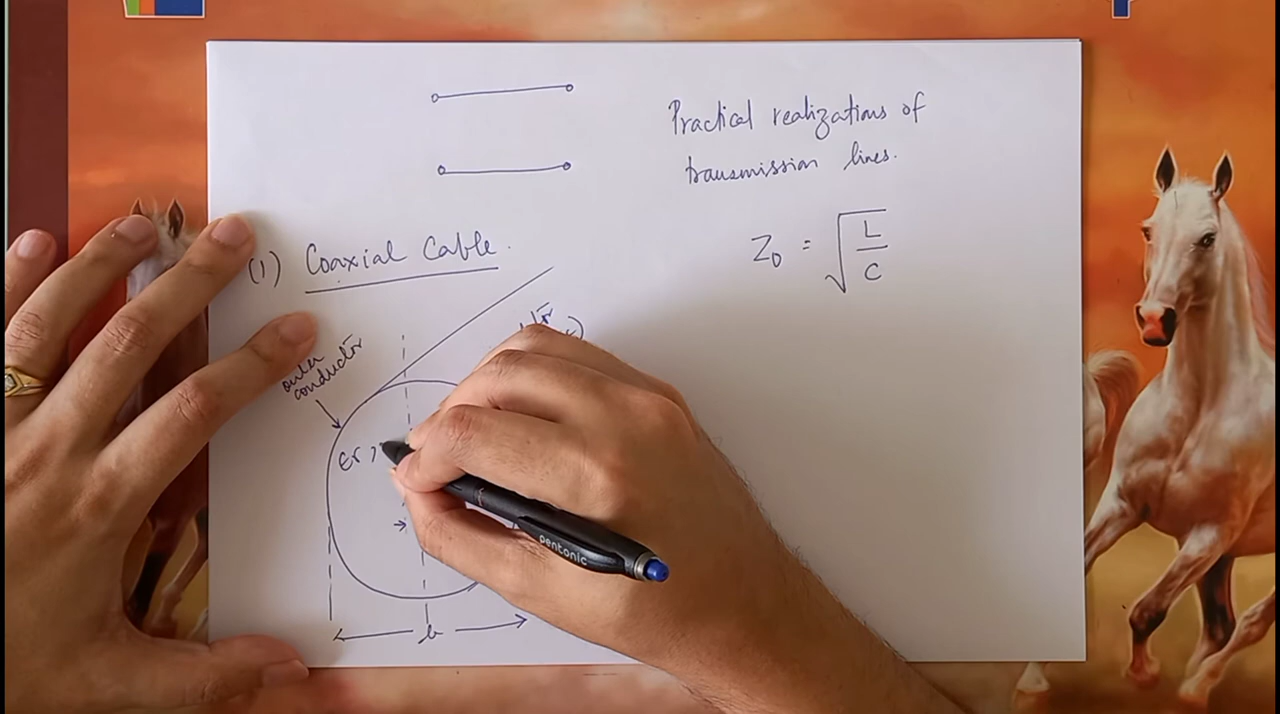 Practical realizations of
transmission lines.
Z0 = √(L/C)
(1) Coaxial Cable.
outer
conductor
εr,
b
pentonic